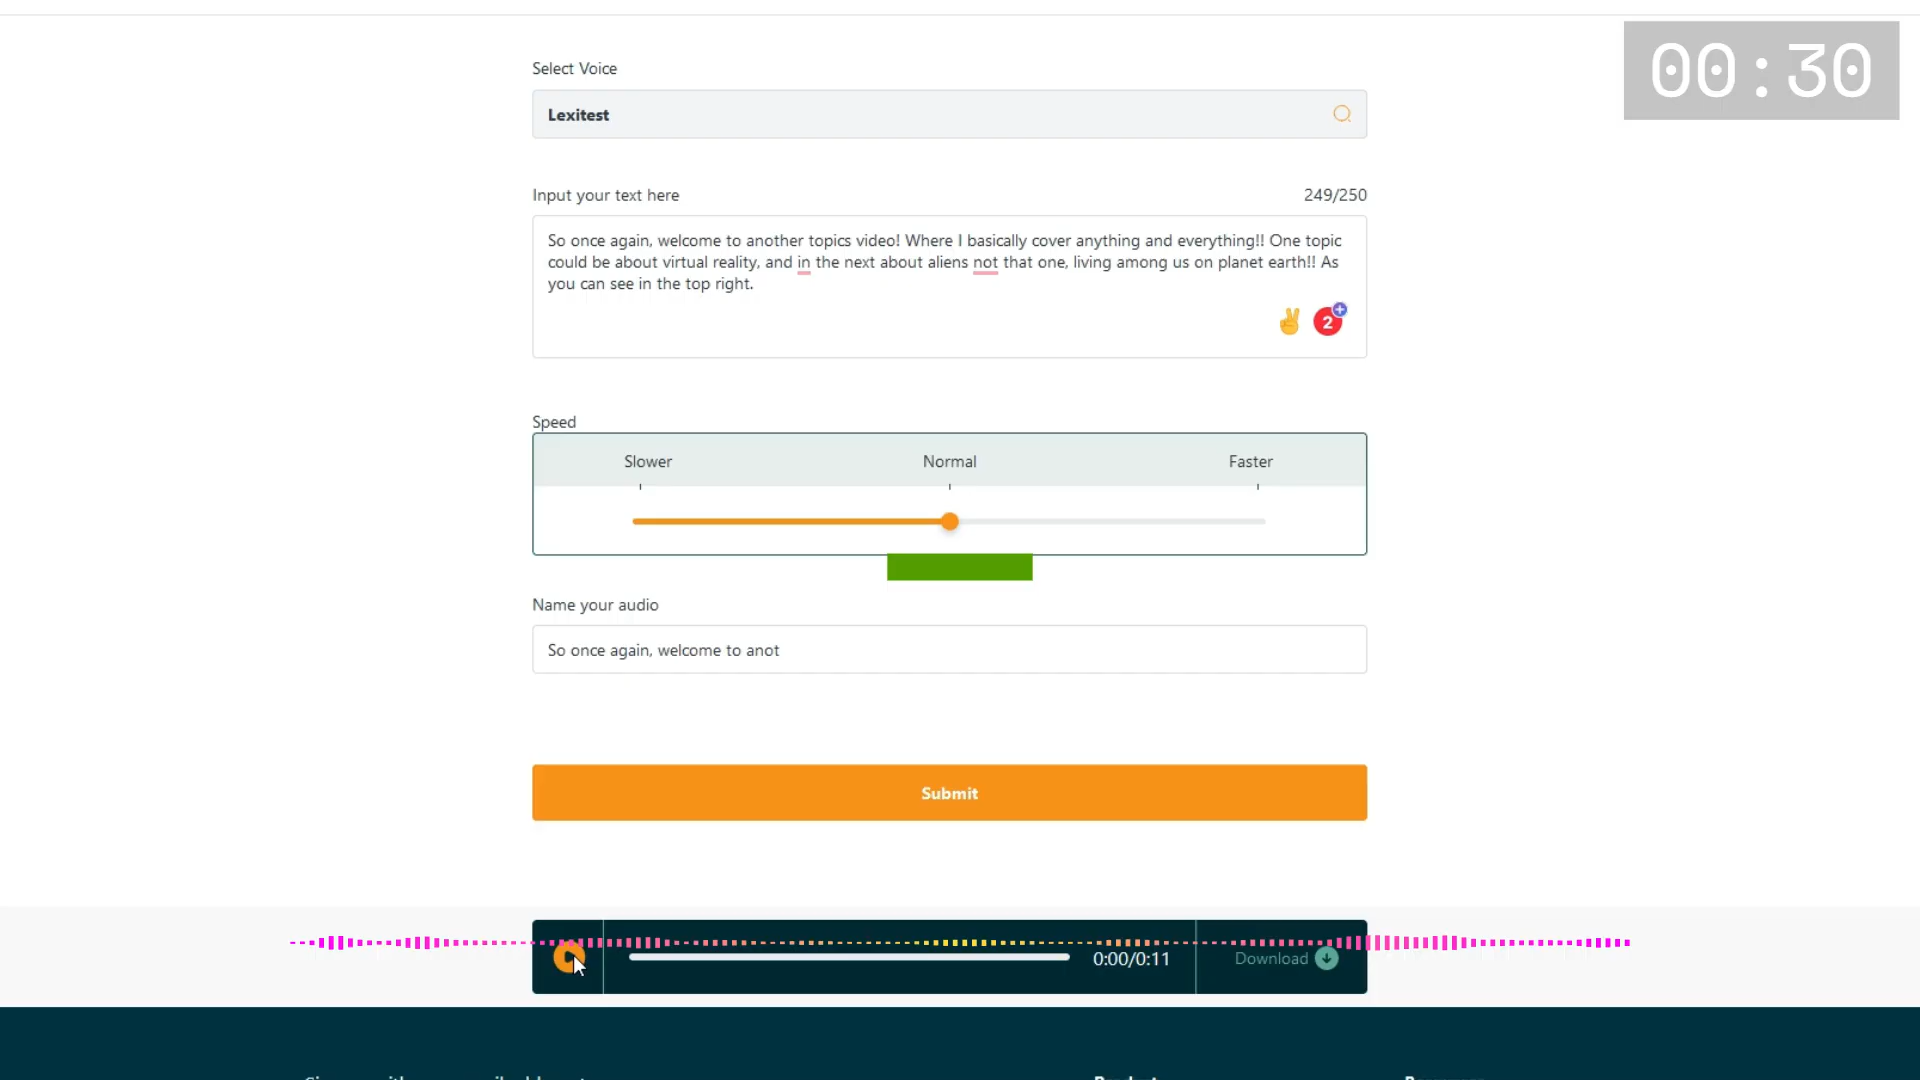 00:30
Select Voice
Lexitest
Input your text here
249/250
So once again, welcome to another topics video! Where I basically cover anything and everything!! One topic
could be about virtual reality, and in the next about aliens not that one, living among us on planet earth!! As
you can see in the top right.
2
Speed
Slower
Normal
Faster
Name your audio
So once again, welcome to anot
Submit
0:00/0:11
Download